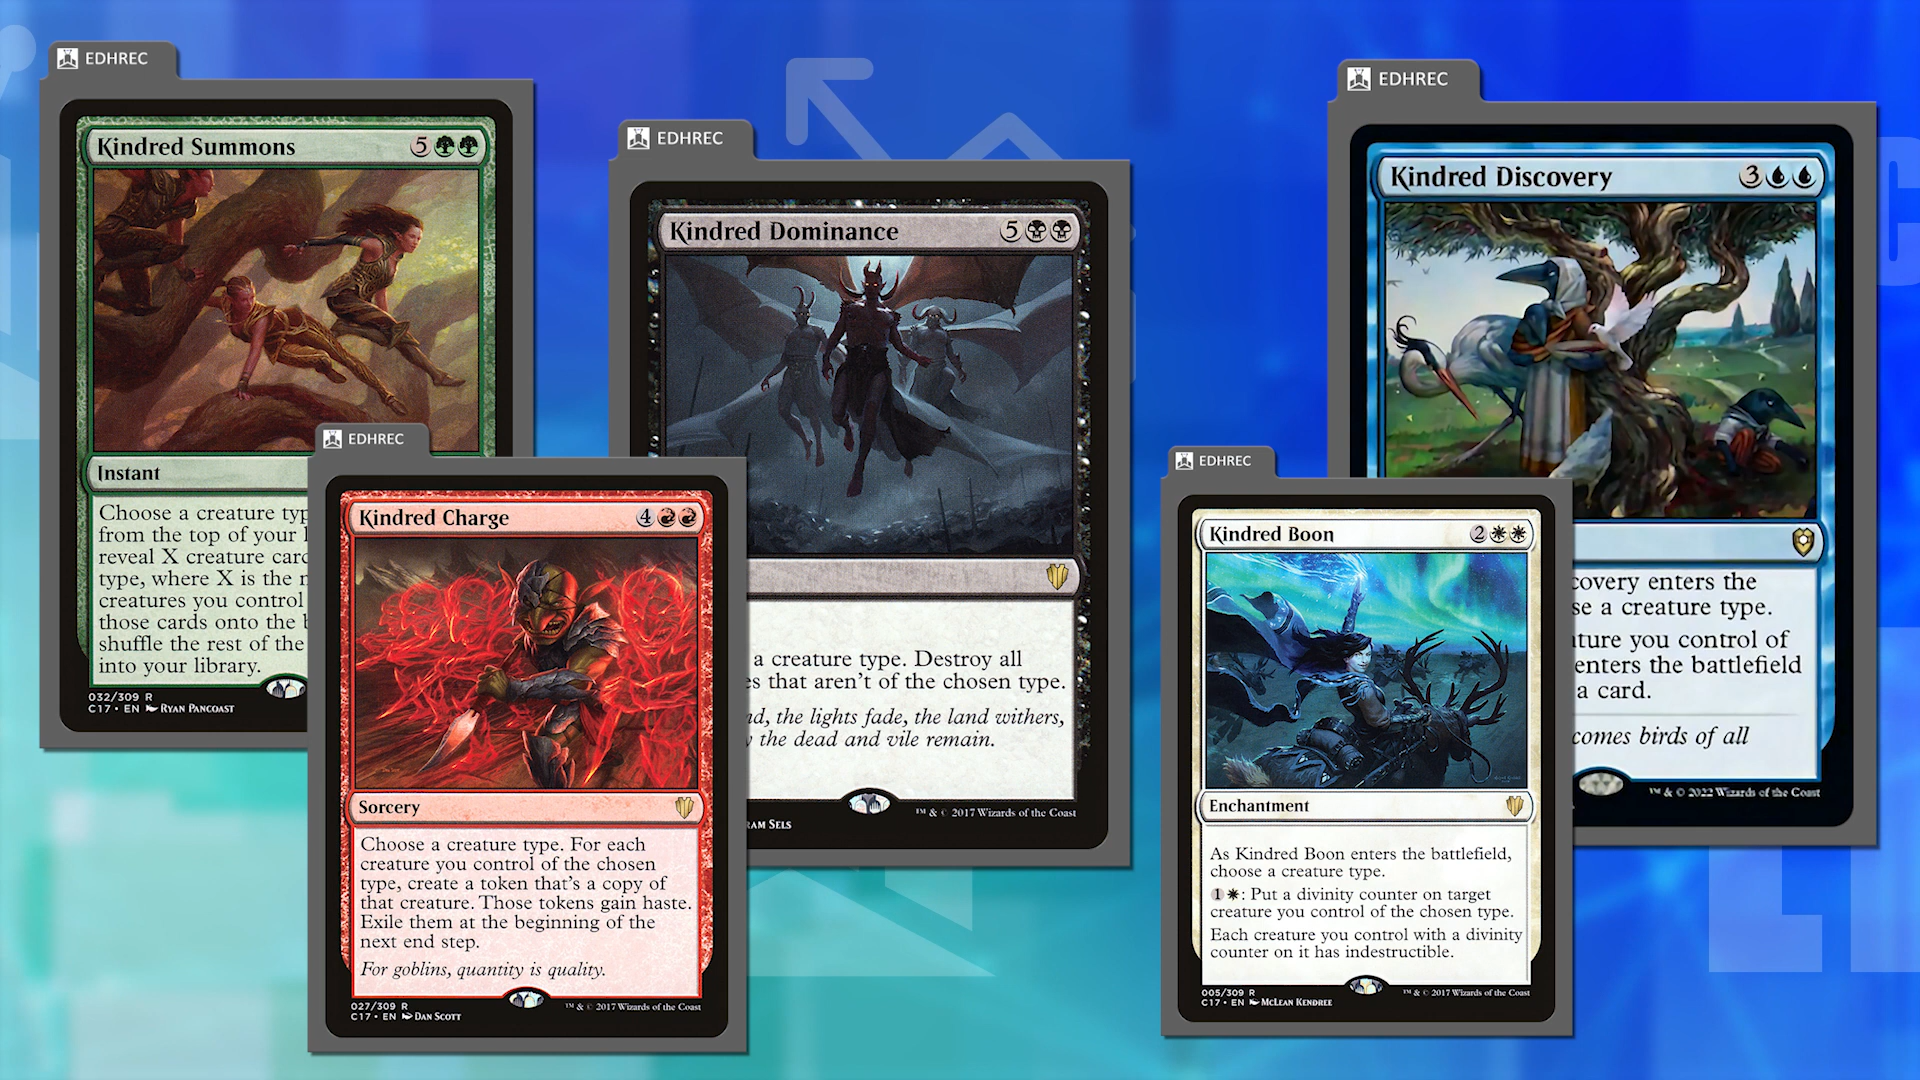 EDHREC
Kindred Summons 5
Instant
Choose a creature
from the top of your
reveal X creature
type, where X is the
creatures you control
those cards onto the
shuffle the rest of the
into your library.
032/309 R
C17 • EN RYAN PANCOAST
EDHREC
Kindred Charge 4
Sorcery
Choose a creature type. For each
creature you control of the chosen
type, create a token that's a copy of
that creature. Those tokens gain haste.
Exile them at the beginning of the
next end step.
For goblins, quantity is quality.
027/309 R
C17 • EN DAN SCOTT
™ & © 2017 Wizards of the Coast
EDHREC
Kindred Dominance 5
a creature type. Destroy all
that aren't of the chosen type.
the lights fade, the land withers,
the dead and vile remain.
SELS
™ & © 2017 Wizards of the Coast
EDHREC
Kindred Boon 2
Enchantment
As Kindred Boon enters the battlefield,
choose a creature type.
1 : Put a divinity counter on target
creature you control of the chosen type.
Each creature you control with a divinity
counter on it has indestructible.
005/309 R
C17 • EN MCLEAN KENDREE
™ & © 2017 Wizards of the Coast
EDHREC
Kindred Discovery 3
enters the
a creature type.
you control of
enters the battlefield
a card.
comes birds of all
™ & © 2022 Wizards of the Coast